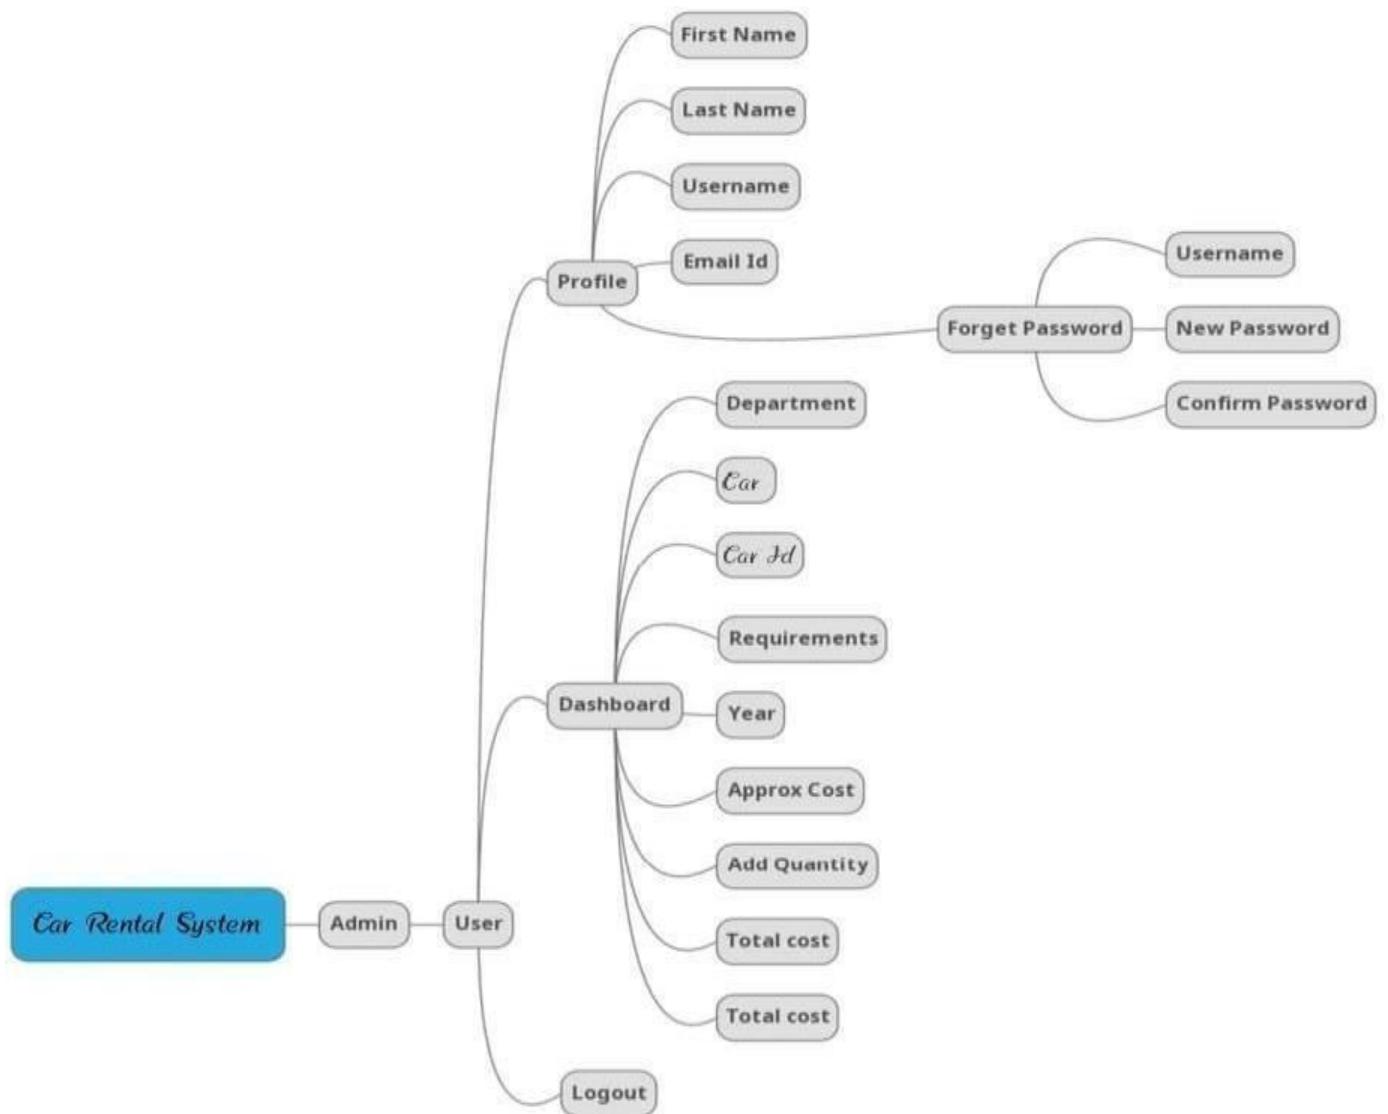 First Name
Last Name
Username
Email Id
Profile
Username
Forget Password
New Password
Confirm Password
Department
Car
Car Id
Requirements
Dashboard
Year
Approx Cost
Add Quantity
Car Rental System
Admin
User
Total cost
Total cost
Logout